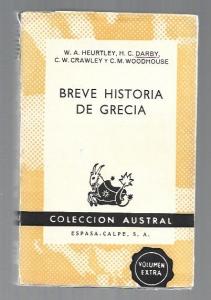 W. A. HEURTLEY, H. C. DARBY,
C. W. CRAWLEY Y C. M. WOODHOUSE
BREVE HISTORIA
DE GRECIA
COLECCION AUSTRAL
ESPASA-CALPE, S. A.
VOLUMEN
EXTRA